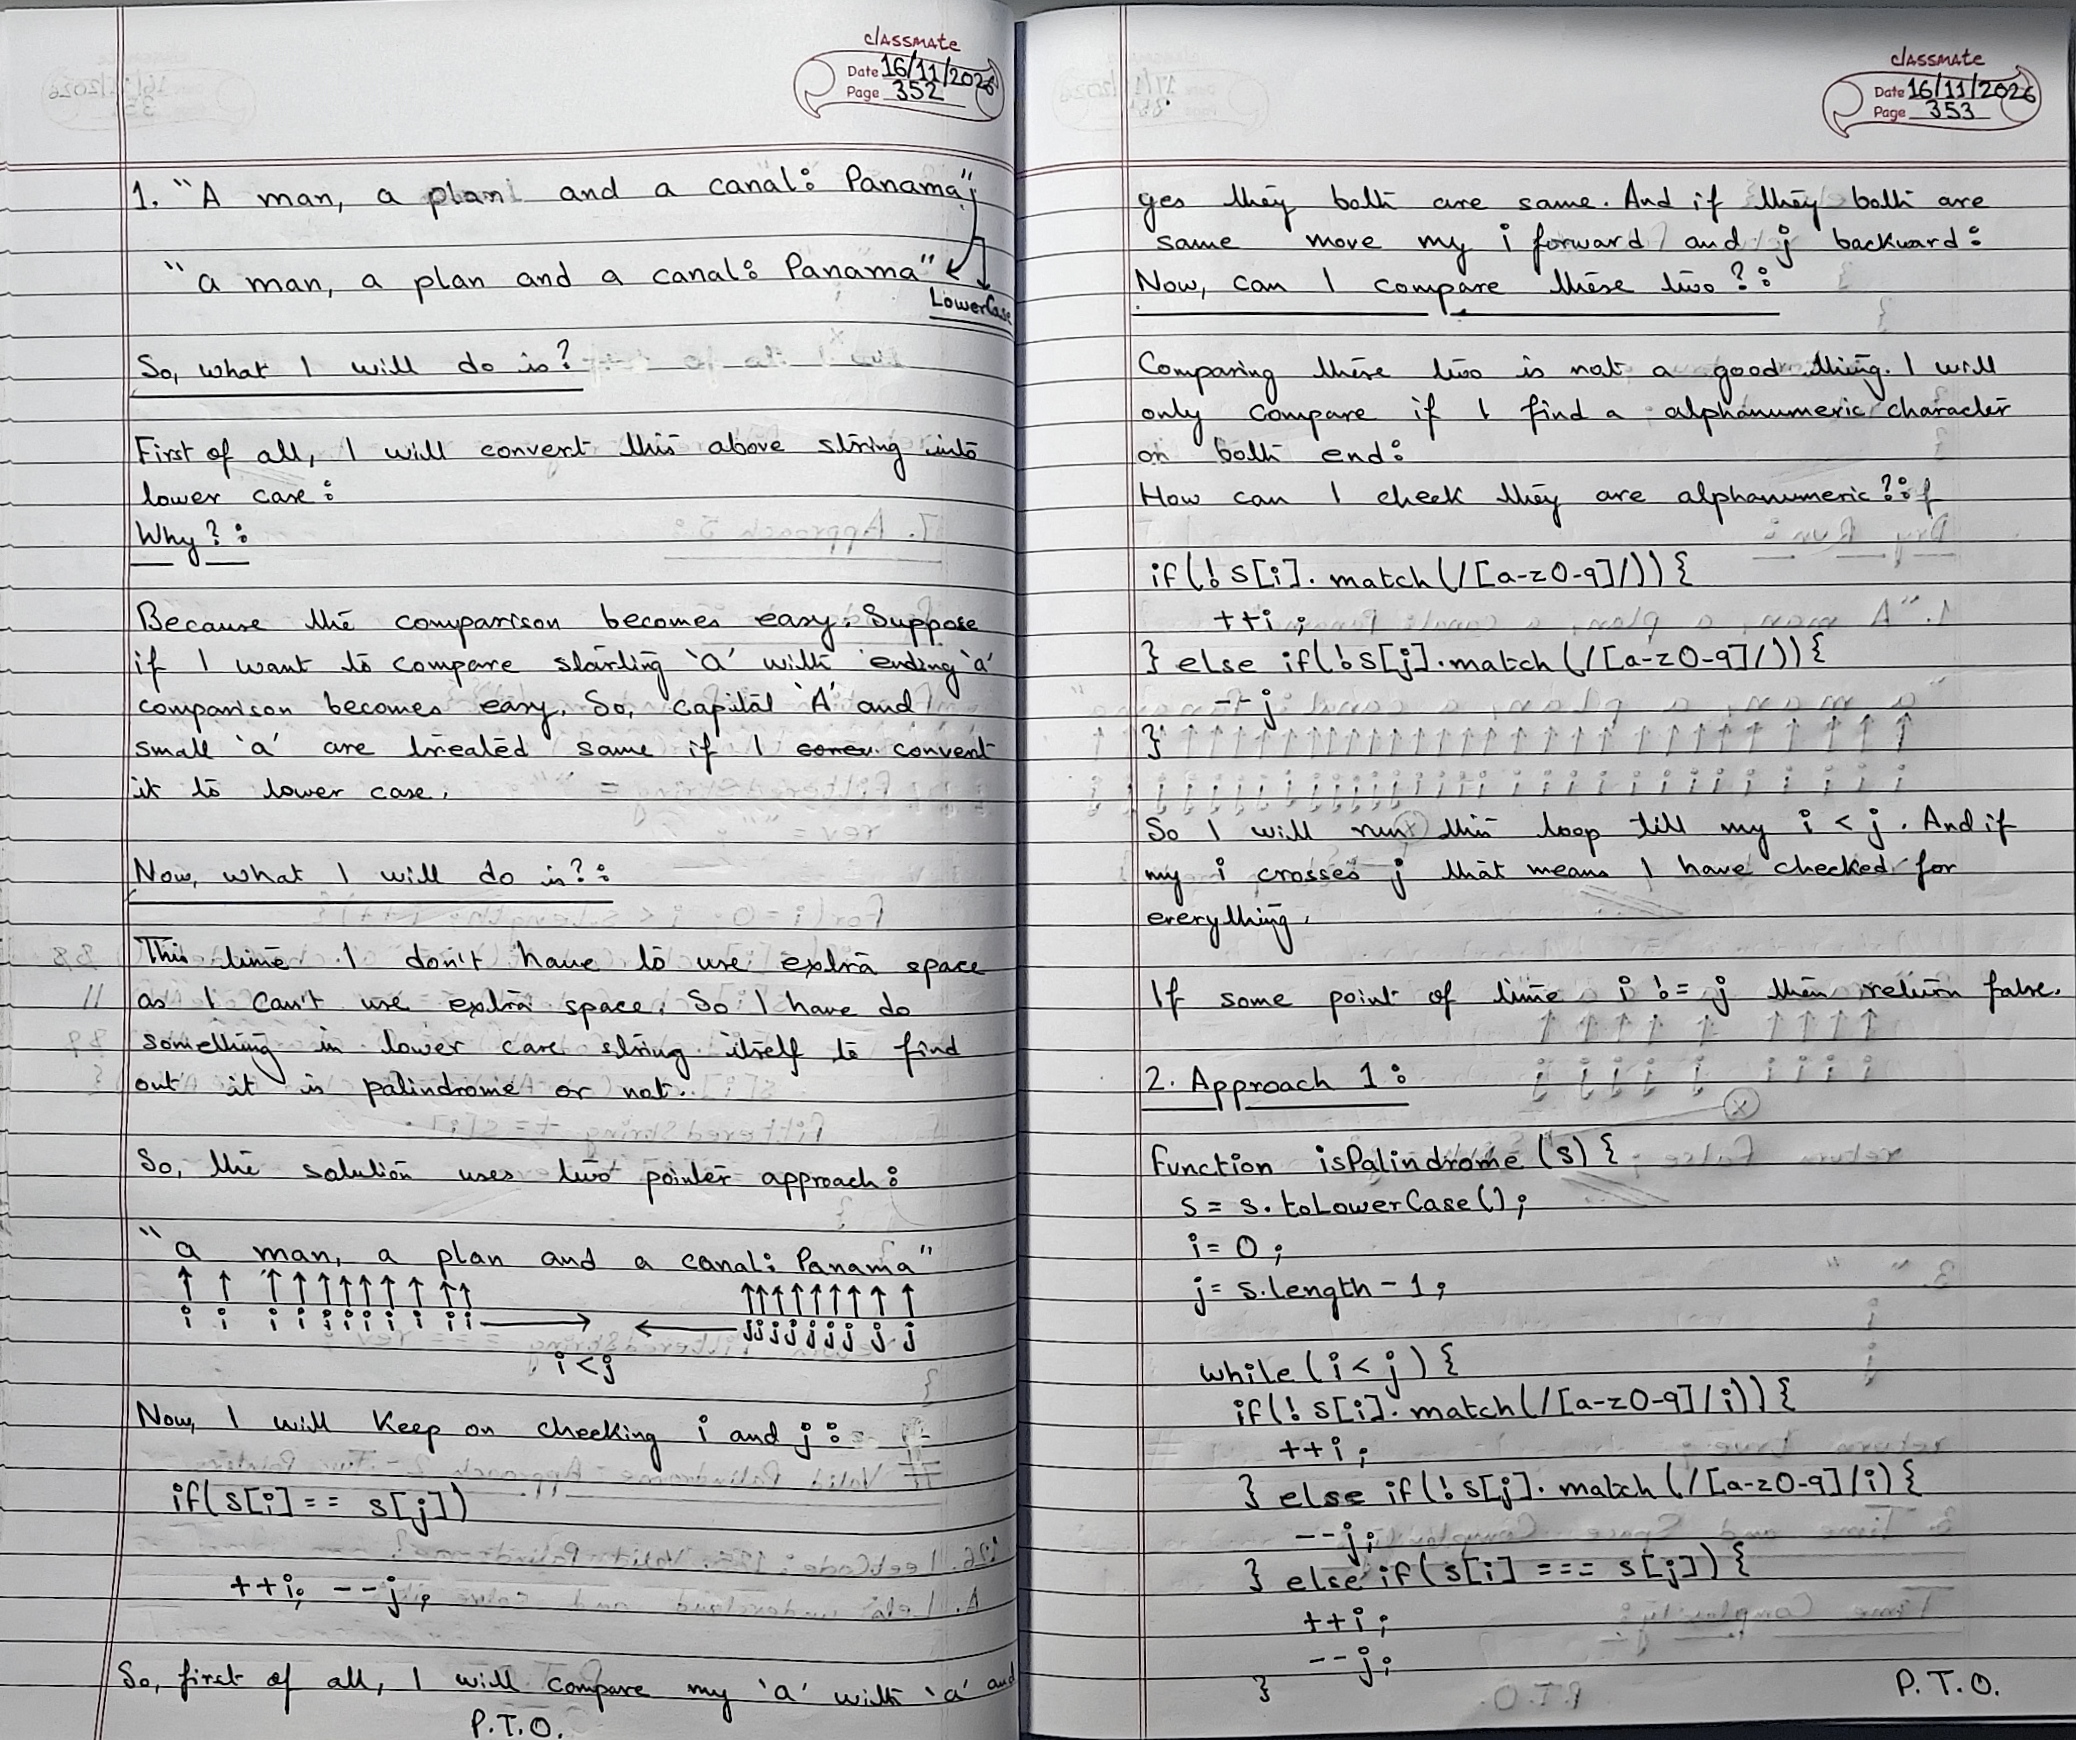 classmate
Date 16/11/2026
Page 352
1. "A man, a plan and a canal: Panama";
"a man, a plan and a canal: Panama"
LowerCase
So, what I will do is?
First of all, I will convert this above string into
lower case:
Why?:
Because the comparison becomes easy. Suppose
if I want to compare starting 'a' with ending 'a'
comparison becomes easy. So, capital 'A' and
small 'a' are treated same if I convert
it to lower case.
Now, what I will do is?:
This time I don't have to use extra space
as I can't use extra space. So I have do
something in lower case string itself to find
out it is palindrome or not.
So, the solution uses two pointer approach:
"a man, a plan and a canal: Panama"
i i i i i i i i i i i j j j j j j j j j
i < j
Now, I will keep on checking i and j:
if(s[i] == s[j])
++i; --j;
So, first of all, I will compare my 'a' with 'a' and
P.T.O.
classmate
Date 16/11/2026
Page 353
ges they both are same. And if they both are
same move my i forward and j backward:
Now, can I compare these two?:
Comparing these two is not a good thing. I will
only compare if I find a alphanumeric character
on both end:
How can I check they are alphanumeric?:
if(!s[i].match(/[a-z0-9]/)){
++i;
} else if(!s[j].match(/[a-z0-9]/)){
--j
}
So I will run this loop till my i < j. And if
my i crosses j that means I have checked for
everything.
If some point of time i != j then return false.
2. Approach 1:
function isPalindrome(s){
s = s.toLowerCase();
i = 0;
j = s.length - 1;
while(i < j){
if(!s[i].match(/[a-z0-9]/i)){
++i;
} else if(!s[j].match(/[a-z0-9]/i){
--j;
} else if(s[i] === s[j]){
++i;
--j;
}
P.T.O.